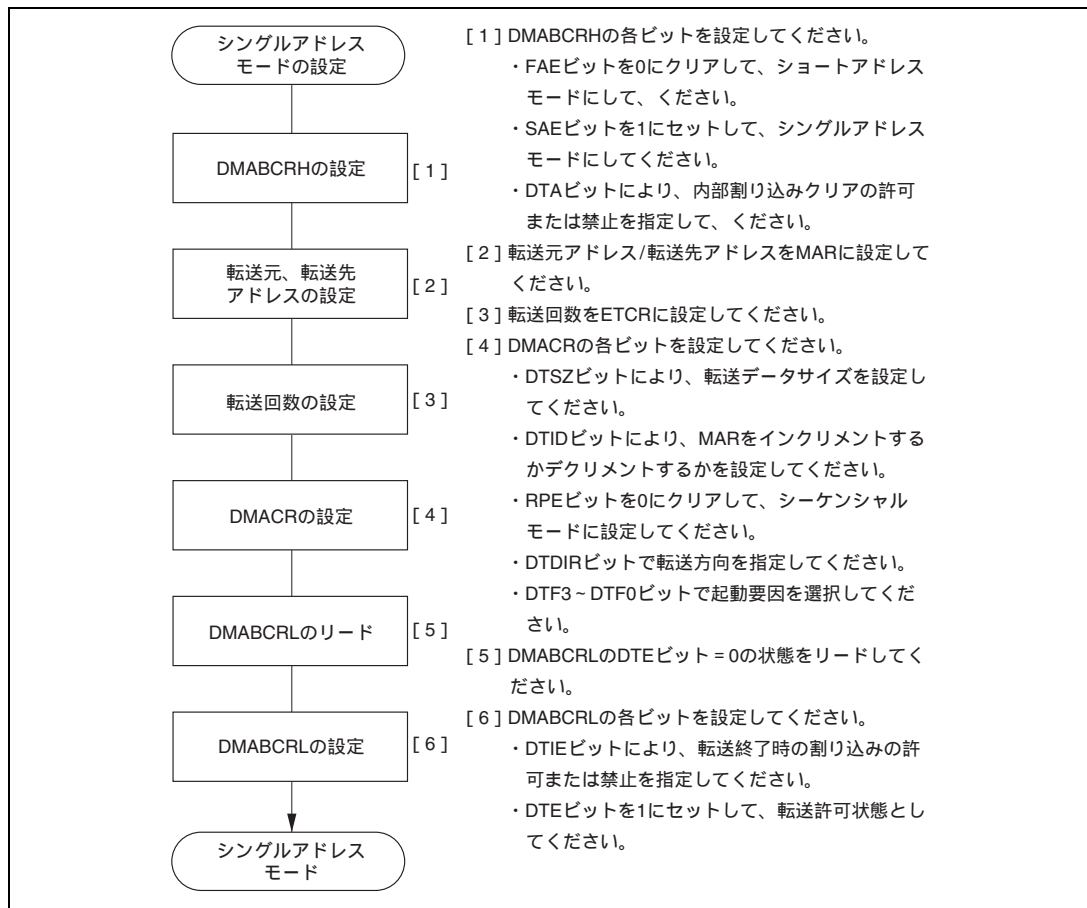 シングルアドレス
モードの設定
DMABCRHの設定
[ 1 ]
転送元、転送先
アドレスの設定
[ 2 ]
転送回数の設定
[ 3 ]
DMACRの設定
[ 4 ]
DMABCRLのリード
[ 5 ]
DMABCRLの設定
[ 6 ]
シングルアドレス
モード
[ 1 ] DMABCRHの各ビットを設定してください。
・FAEビットを0にクリアして、ショートアドレス
モードにして、ください。
・SAEビットを1にセットして、シングルアドレス
モードにしてください。
・DTAビットにより、内部割り込みクリアの許可
または禁止を指定して、ください。
[ 2 ] 転送元アドレス/転送先アドレスをMARに設定して
ください。
[ 3 ] 転送回数をETCRに設定してください。
[ 4 ] DMACRの各ビットを設定してください。
・DTSZビットにより、転送データサイズを設定し
てください。
・DTIDビットにより、MARをインクリメントする
かデクリメントするかを設定してください。
・RPEビットを0にクリアして、シーケンシャル
モードに設定してください。
・DTDIRビットで転送方向を指定してください。
・DTF3～DTF0ビットで起動要因を選択してくだ
さい。
[ 5 ] DMABCRLのDTEビット = 0の状態をリードしてく
ださい。
[ 6 ] DMABCRLの各ビットを設定してください。
・DTIEビットにより、転送終了時の割り込みの許
可または禁止を指定してください。
・DTEビットを1にセットして、転送許可状態とし
てください。